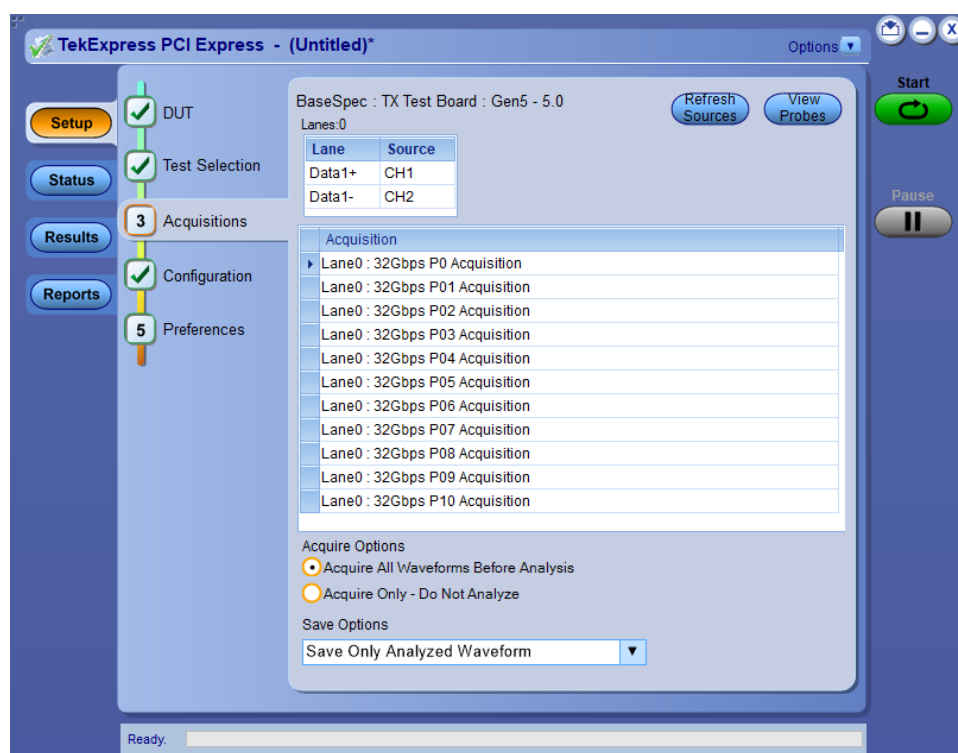 TekExpress PCI Express - (Untitled)*
Options
x
Start
Pause
Setup
Status
Results
Reports
DUT
Test Selection
3 Acquisitions
Configuration
5 Preferences
BaseSpec : TX Test Board : Gen5 - 5.0
Lanes:0
Refresh
Sources
View
Probes
Lane Source
Data1+ CH1
Data1- CH2
Acquisition
Lane0 : 32Gbps P0 Acquisition
Lane0 : 32Gbps P01 Acquisition
Lane0 : 32Gbps P02 Acquisition
Lane0 : 32Gbps P03 Acquisition
Lane0 : 32Gbps P04 Acquisition
Lane0 : 32Gbps P05 Acquisition
Lane0 : 32Gbps P06 Acquisition
Lane0 : 32Gbps P07 Acquisition
Lane0 : 32Gbps P08 Acquisition
Lane0 : 32Gbps P09 Acquisition
Lane0 : 32Gbps P10 Acquisition
Acquire Options
Acquire All Waveforms Before Analysis
Acquire Only - Do Not Analyze
Save Options
Save Only Analyzed Waveform
Ready.